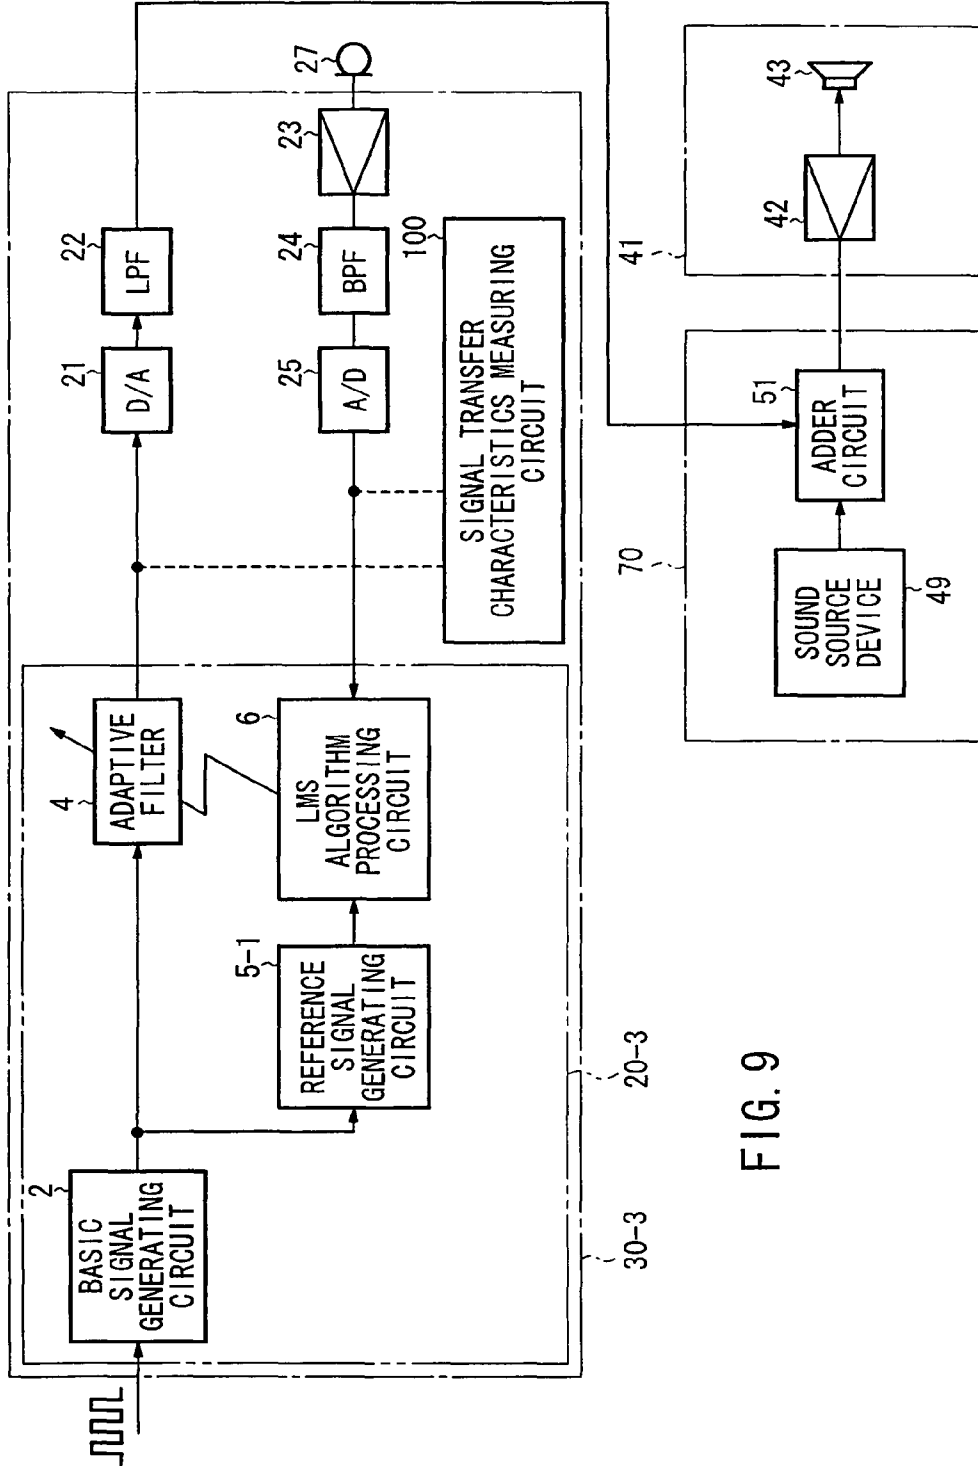 2
BASIC
SIGNAL
GENERATING
CIRCUIT
4
ADAPTIVE
FILTER
21
D/A
22
LPF
5-1
REFERENCE
SIGNAL
GENERATING
CIRCUIT
6
LMS
ALGORITHM
PROCESSING
CIRCUIT
25
A/D
24
BPF
23
27
100
SIGNAL TRANSFER
CHARACTERISTICS MEASURING
CIRCUIT
20-3
30-3
70
SOUND
SOURCE
DEVICE
49
51
ADDER
CIRCUIT
41
42
43
FIG. 9